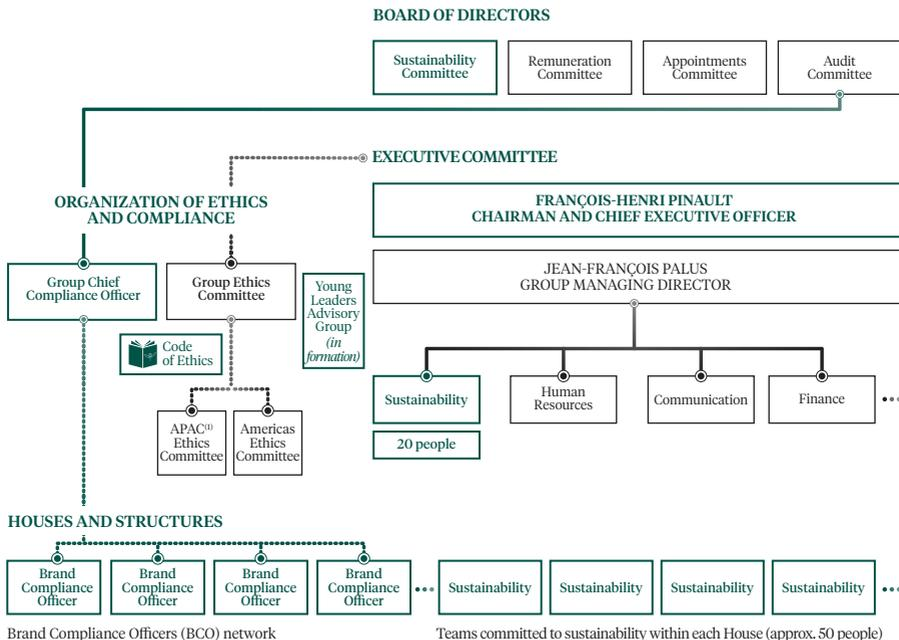 BOARD OF DIRECTORS
Sustainability
Committee
Remuneration
Committee
Appointments
Committee
Audit
Committee
EXECUTIVE COMMITTEE
ORGANIZATION OF ETHICS
AND COMPLIANCE
FRANÇOIS-HENRI PINAULT
CHAIRMAN AND CHIEF EXECUTIVE OFFICER
Group Chief
Compliance Officer
Group Ethics
Committee
JEAN-FRANÇOIS PALUS
GROUP MANAGING DIRECTOR
Young
Leaders
Advisory
Group
(in
formation)
Code
of Ethics
Sustainability
Human
Resources
Communication
Finance
20 people
APAC(1)
Ethics
Committee
Americas
Ethics
Committee
HOUSES AND STRUCTURES
Brand
Compliance
Officer
Brand
Compliance
Officer
Brand
Compliance
Officer
Brand
Compliance
Officer
Sustainability
Sustainability
Sustainability
Sustainability
Brand Compliance Officers (BCO) network
Teams committed to sustainability within each House (approx. 50 people)